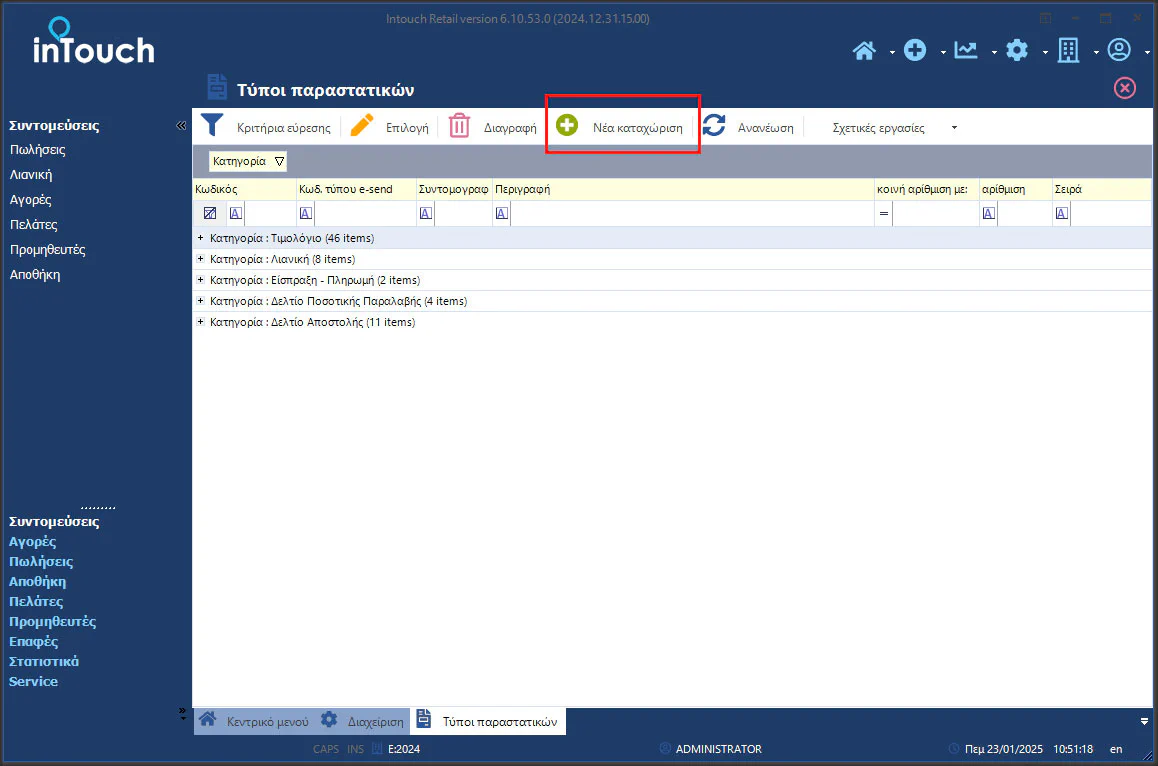 Intouch Retail version 6.10.53.0 (2024.12.31.15.00)
inTouch
Τύποι παραστατικών
Συντομεύσεις
Πωλήσεις
Λιανική
Αγορές
Πελάτες
Προμηθευτές
Αποθήκη
Κριτήρια εύρεσης Επιλογή Διαγραφή Νέα καταχώριση Ανανέωση Σχετικές εργασίες
Κατηγορία
Κωδικός Κωδ. τύπου e-send Συντομογραφ Περιγραφή κοινή αρίθμιση με: αρίθμιση Σειρά
A A A A = A A
Κατηγορία : Τιμολόγιο (46 items)
Κατηγορία : Λιανική (8 items)
Κατηγορία : Είσπραξη - Πληρωμή (2 items)
Κατηγορία : Δελτίο Ποσοτικής Παραλαβής (4 items)
Κατηγορία : Δελτίο Αποστολής (11 items)
Συντομεύσεις
Αγορές
Πωλήσεις
Αποθήκη
Πελάτες
Προμηθευτές
Επαφές
Στατιστικά
Service
Κεντρικό μενού Διαχείριση Τύποι παραστατικών
CAPS INS E:2024 ADMINISTRATOR Πεμ 23/01/2025 10:51:18 en